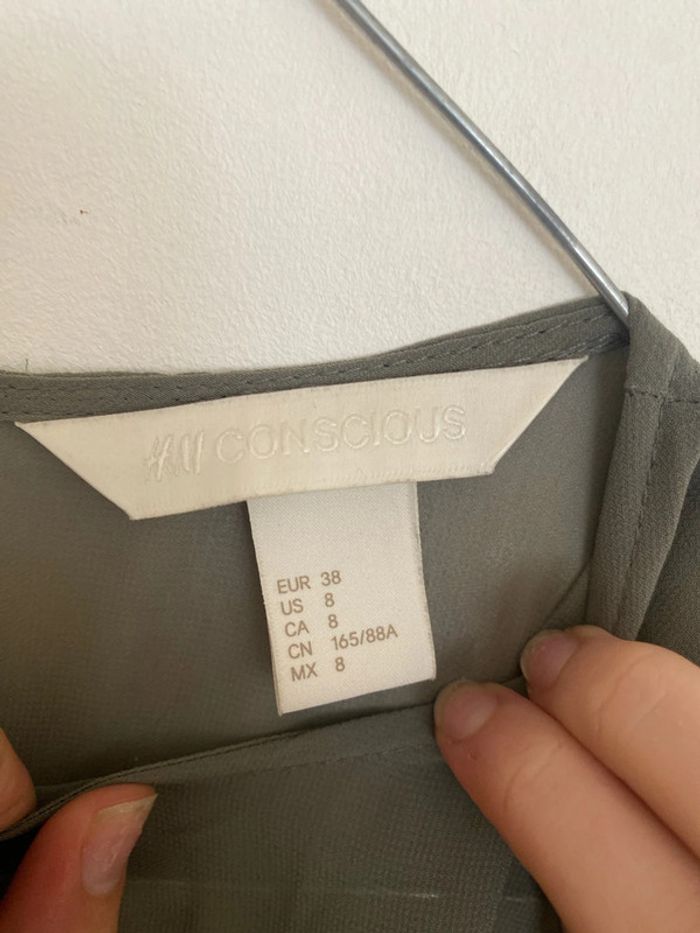 H&M CONSCIOUS
EUR 38
US 8
CA 8
CN 165/88A
MX 8